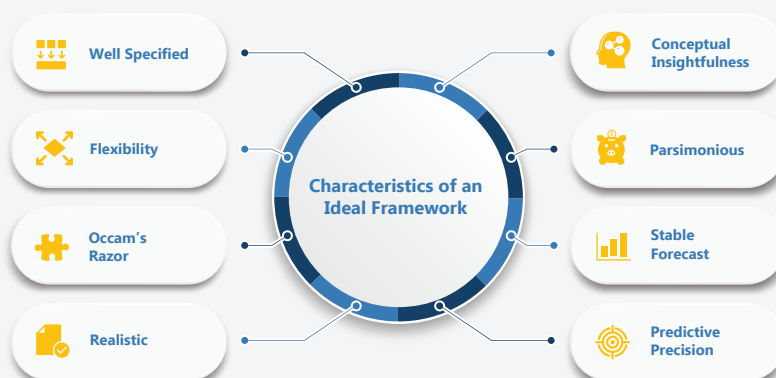 Well Specified
Flexibility
Occam's
Razor
Realistic
Characteristics of an
Ideal Framework
Conceptual
Insightfulness
Parsimonious
Stable
Forecast
Predictive
Precision